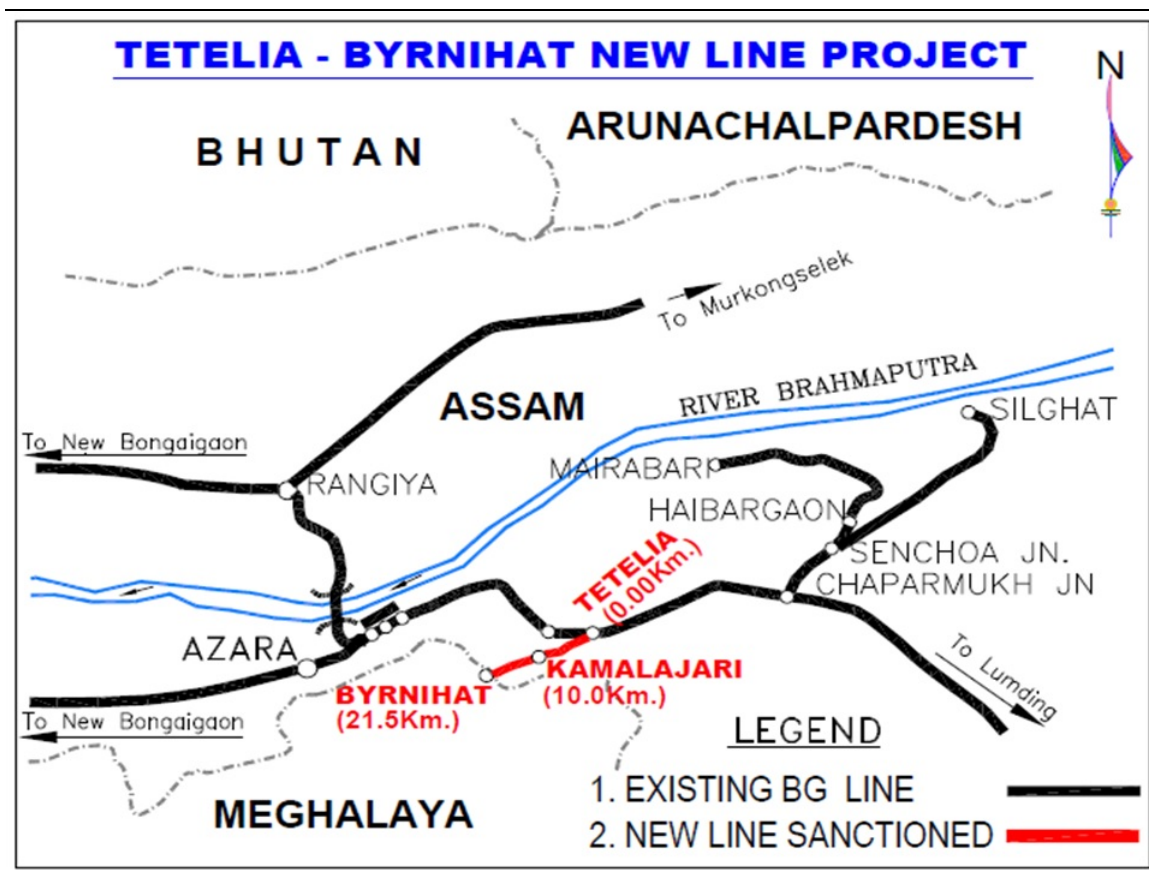 TETELIA - BYRNIHAT NEW LINE PROJECT
N
BHUTAN
ARUNACHALPARDESH
To Murkongselek
ASSAM
RIVER BRAHMAPUTRA
SILGHAT
To New Bongaigaon
RANGIYA
MAIRABARI
HAIBARGAON
SENCHOA JN.
CHAPARMUKH JN
TETELIA
(0.00Km.)
AZARA
KAMALAJARI
(10.0Km.)
BYRNIHAT
(21.5Km.)
To Lumding
To New Bongaigaon
LEGEND
MEGHALAYA
1. EXISTING BG LINE
2. NEW LINE SANCTIONED